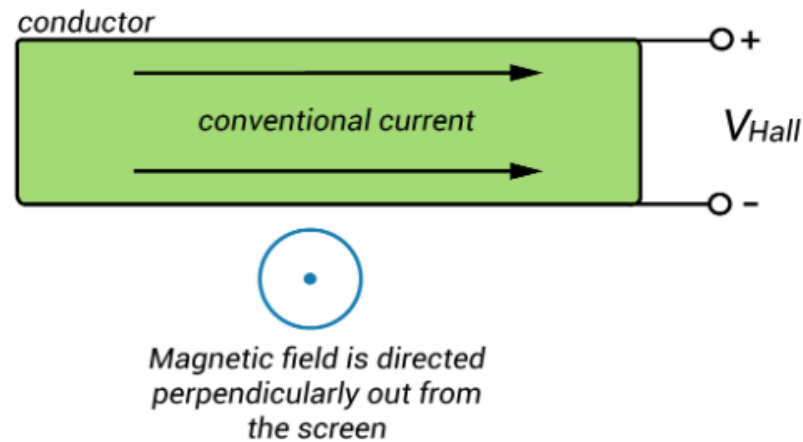 conductor
+
conventional current
VHall
-
Magnetic field is directed
perpendicularly out from
the screen